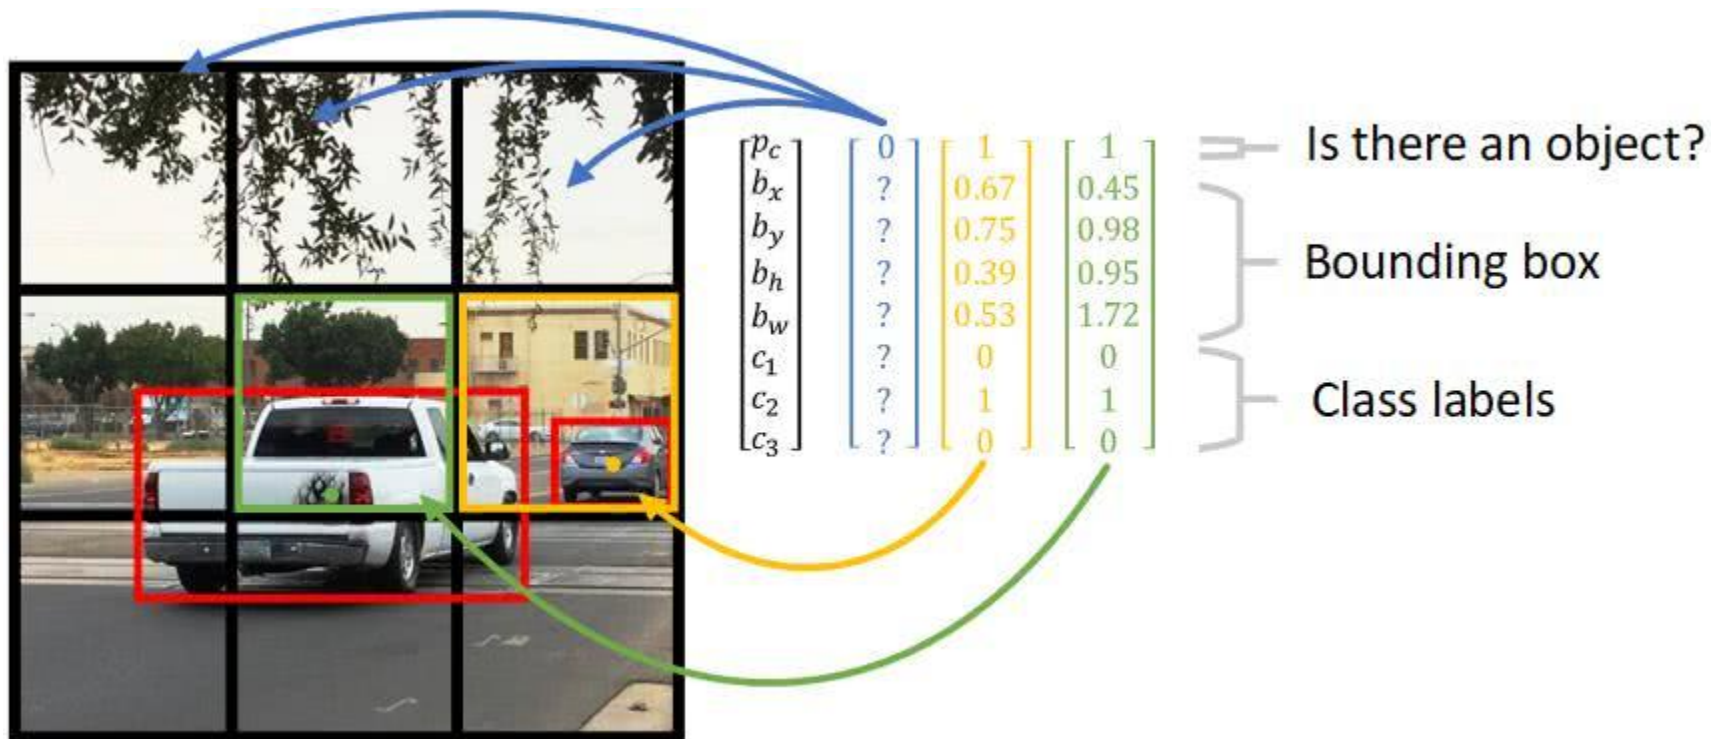 p_c 0 1 1 Is there an object?
b_x ? 0.67 0.45
b_y ? 0.75 0.98
b_h ? 0.39 0.95 Bounding box
b_w ? 0.53 1.72
c_1 ? 0 0
c_2 ? 1 1 Class labels
c_3 ? 0 0